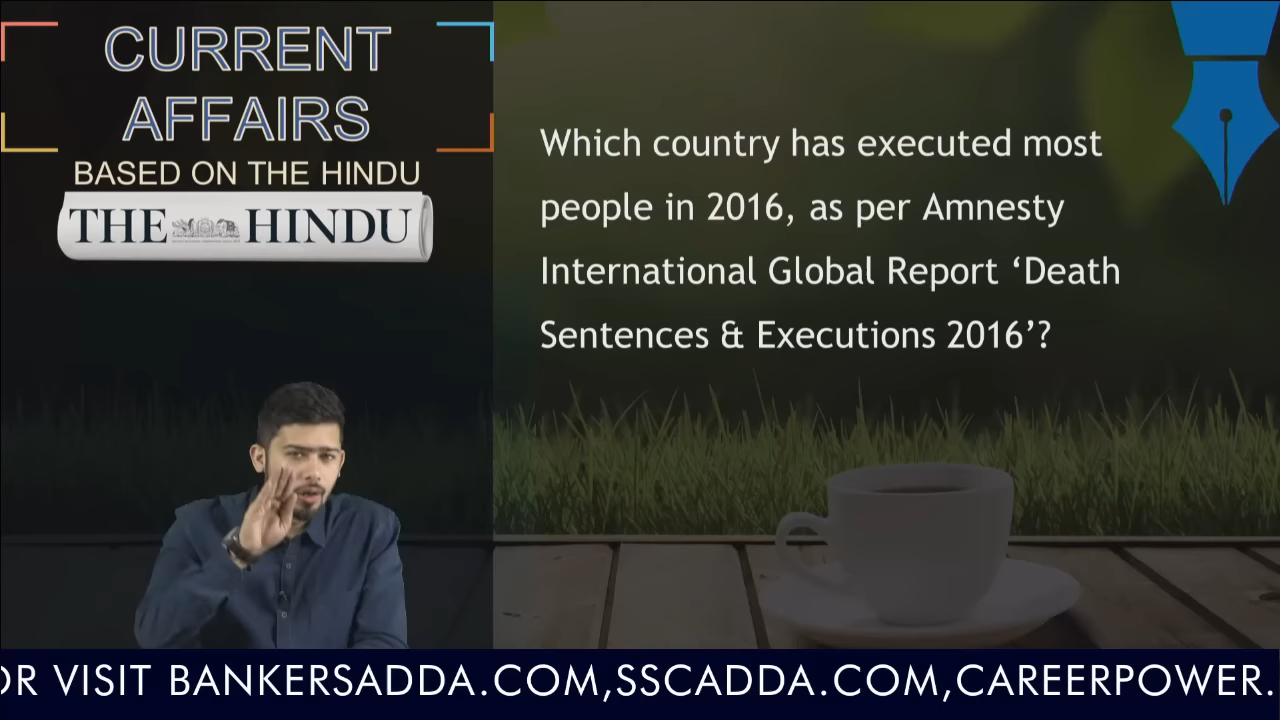 CURRENT
AFFAIRS
BASED ON THE HINDU
THE HINDU
Which country has executed most
people in 2016, as per Amnesty
International Global Report ‘Death
Sentences & Executions 2016’?
OR VISIT BANKERSADDA.COM,SSCADDA.COM,CAREERPOWER.